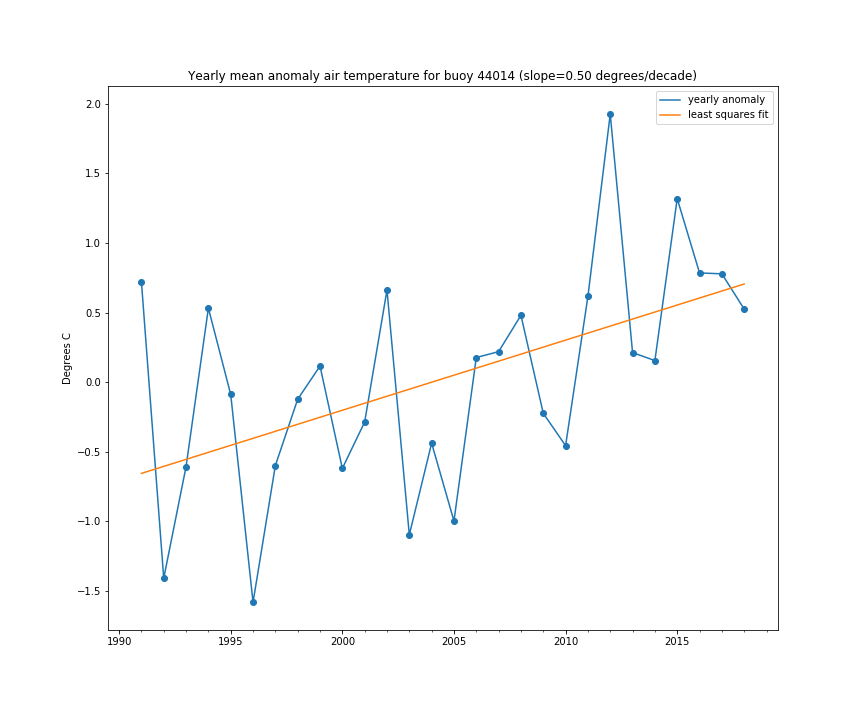 Yearly mean anomaly air temperature for buoy 44014 (slope=0.50 degrees/decade)
yearly anomaly
least squares fit
Degrees C
2.0
1.5
1.0
0.5
0.0
−0.5
−1.0
−1.5
1990 1995 2000 2005 2010 2015